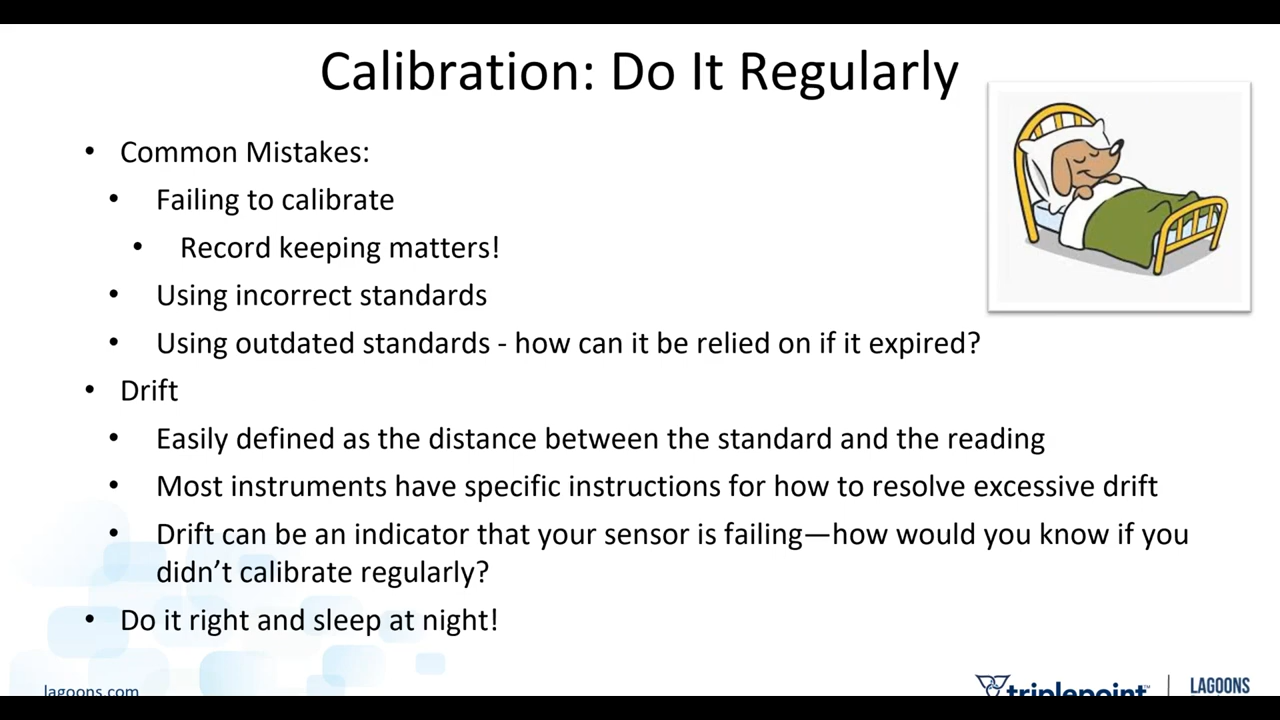 Calibration: Do It Regularly
• Common Mistakes:
• Failing to calibrate
• Record keeping matters!
• Using incorrect standards
• Using outdated standards - how can it be relied on if it expired?
• Drift
• Easily defined as the distance between the standard and the reading
• Most instruments have specific instructions for how to resolve excessive drift
• Drift can be an indicator that your sensor is failing—how would you know if you
didn’t calibrate regularly?
• Do it right and sleep at night!
lagoons.com
triplepoint™ | LAGOONS